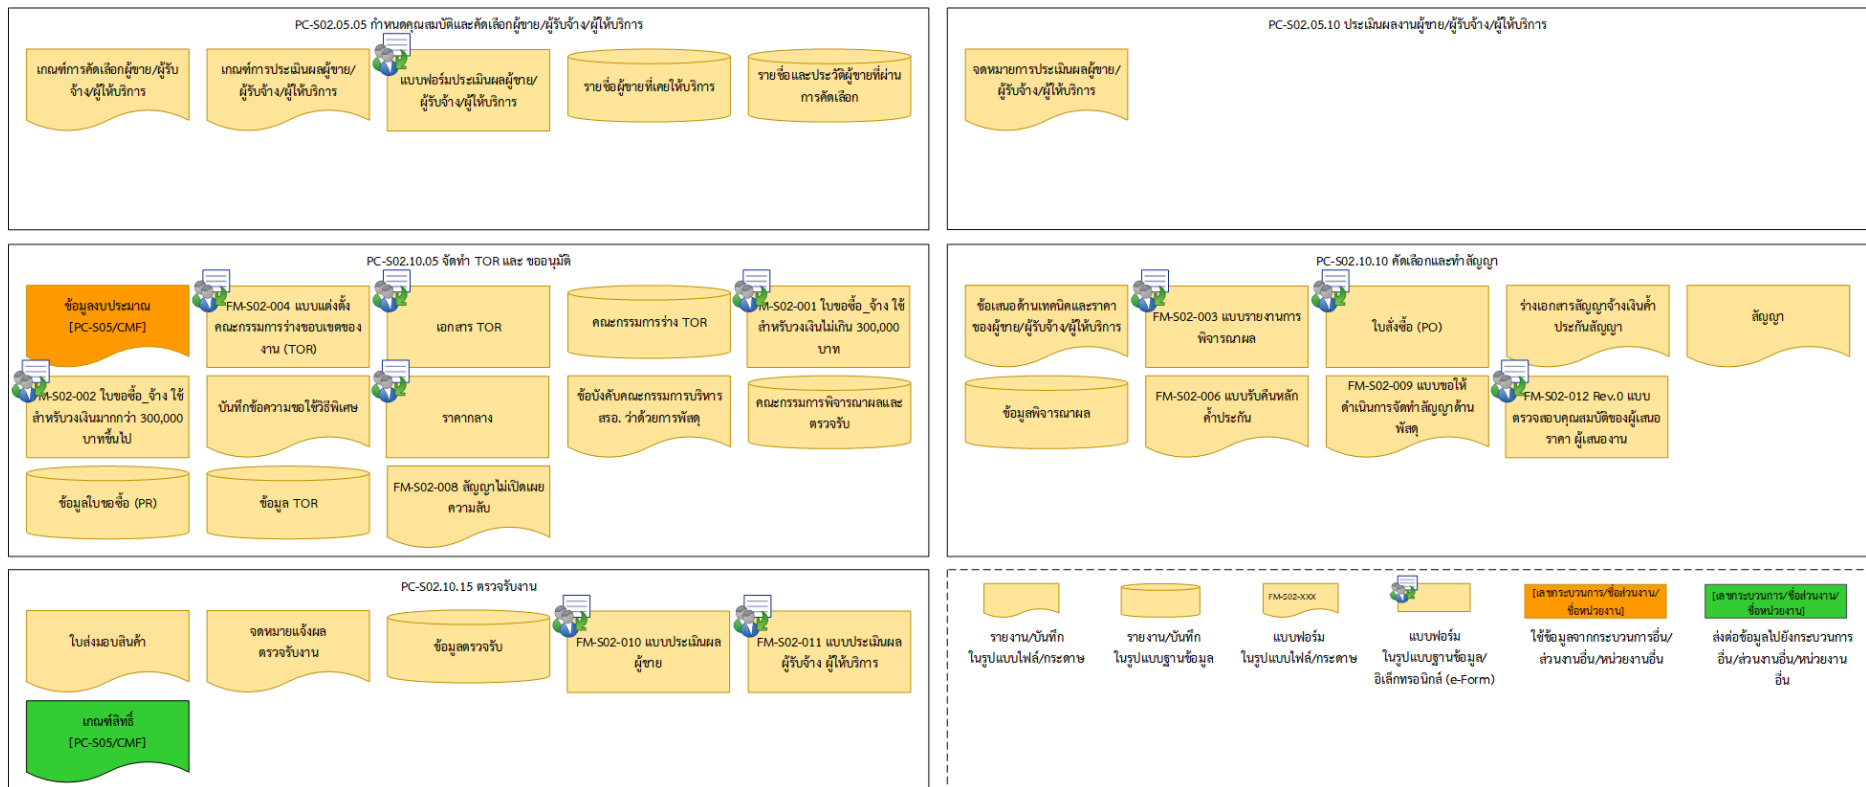 PC-S02.05.05 กำหนดคุณสมบัติและคัดเลือกผู้ขาย/ผู้รับจ้าง/ผู้ให้บริการ
เกณฑ์การคัดเลือกผู้ขาย/ผู้รับ
จ้าง/ผู้ให้บริการ
เกณฑ์การประเมินผลผู้ขาย/
ผู้รับจ้าง/ผู้ให้บริการ
แบบฟอร์มประเมินผลผู้ขาย/
ผู้รับจ้าง/ผู้ให้บริการ
รายชื่อผู้ขายที่เคยให้บริการ
รายชื่อและประวัติผู้ขายที่ผ่าน
การคัดเลือก
PC-S02.05.10 ประเมินผลงานผู้ขาย/ผู้รับจ้าง/ผู้ให้บริการ
จดหมายการประเมินผลผู้ขาย/
ผู้รับจ้าง/ผู้ให้บริการ
PC-S02.10.05 จัดทำ TOR และ ขออนุมัติ
ข้อมูลงบประมาณ
[PC-S05/CMF]
FM-S02-004 แบบแต่งตั้ง
คณะกรรมการร่างขอบเขตของ
งาน (TOR)
เอกสาร TOR
คณะกรรมการร่าง TOR
FM-S02-001 ใบขอซื้อ_จ้าง ใช้
สำหรับวงเงินไม่เกิน 300,000
บาท
FM-S02-002 ใบขอซื้อ_จ้าง ใช้
สำหรับวงเงินมากกว่า 300,000
บาทขึ้นไป
บันทึกข้อความขอใช้วิธีพิเศษ
ราคากลาง
ข้อบังคับคณะกรรมการบริหาร
สรอ. ว่าด้วยการพัสดุ
คณะกรรมการพิจารณาผลและ
ตรวจรับ
ข้อมูลใบขอซื้อ (PR)
ข้อมูล TOR
FM-S02-008 สัญญาไม่เปิดเผย
ความลับ
PC-S02.10.10 คัดเลือกและทำสัญญา
ข้อเสนอด้านเทคนิคและราคา
ของผู้ขาย/ผู้รับจ้าง/ผู้ให้บริการ
FM-S02-003 แบบรายงานการ
พิจารณาผล
ใบสั่งซื้อ (PO)
ร่างเอกสารสัญญาจ้างเงินค้ำ
ประกันสัญญา
สัญญา
ข้อมูลพิจารณาผล
FM-S02-006 แบบรับคืนหลัก
ค้ำประกัน
FM-S02-009 แบบขอให้
ดำเนินการจัดทำสัญญาด้าน
พัสดุ
FM-S02-012 Rev.0 แบบ
ตรวจสอบคุณสมบัติของผู้เสนอ
ราคา ผู้เสนองาน
PC-S02.10.15 ตรวจรับงาน
ใบส่งมอบสินค้า
จดหมายแจ้งผล
ตรวจรับงาน
ข้อมูลตรวจรับ
FM-S02-010 แบบประเมินผล
ผู้ขาย
FM-S02-011 แบบประเมินผล
ผู้รับจ้าง ผู้ให้บริการ
เกณฑ์สิทธิ์
[PC-S05/CMF]
รายงาน/บันทึก
ในรูปแบบไฟล์/กระดาษ
รายงาน/บันทึก
ในรูปแบบฐานข้อมูล
FM-S02-XXX
แบบฟอร์ม
ในรูปแบบไฟล์/กระดาษ
แบบฟอร์ม
ในรูปแบบฐานข้อมูล/
อิเล็กทรอนิกส์ (e-Form)
[เลขกระบวนการ/ชื่อส่วนงาน/
ชื่อหน่วยงาน]
ใช้ข้อมูลจากกระบวนการอื่น/
ส่วนงานอื่น/หน่วยงานอื่น
[เลขกระบวนการ/ชื่อส่วนงาน/
ชื่อหน่วยงาน]
ส่งต่อข้อมูลไปยังกระบวนการ
อื่น/ส่วนงานอื่น/หน่วยงาน
อื่น